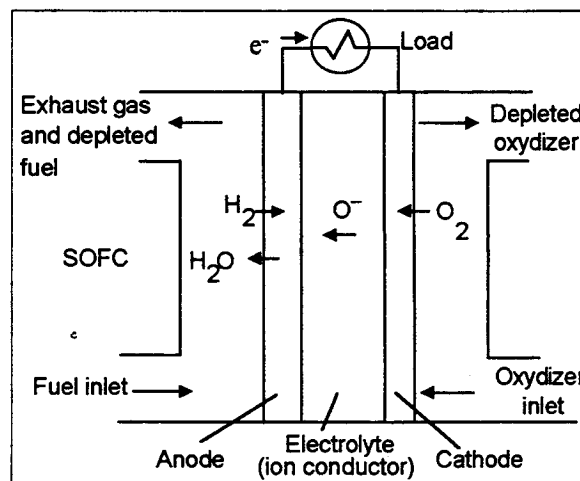 e⁻
Load
Exhaust gas
and depleted
fuel
Depleted
oxydizer
H₂
O⁻
O₂
SOFC
H₂O
Fuel inlet
Oxydizer
inlet
Anode
Electrolyte
(ion conductor)
Cathode